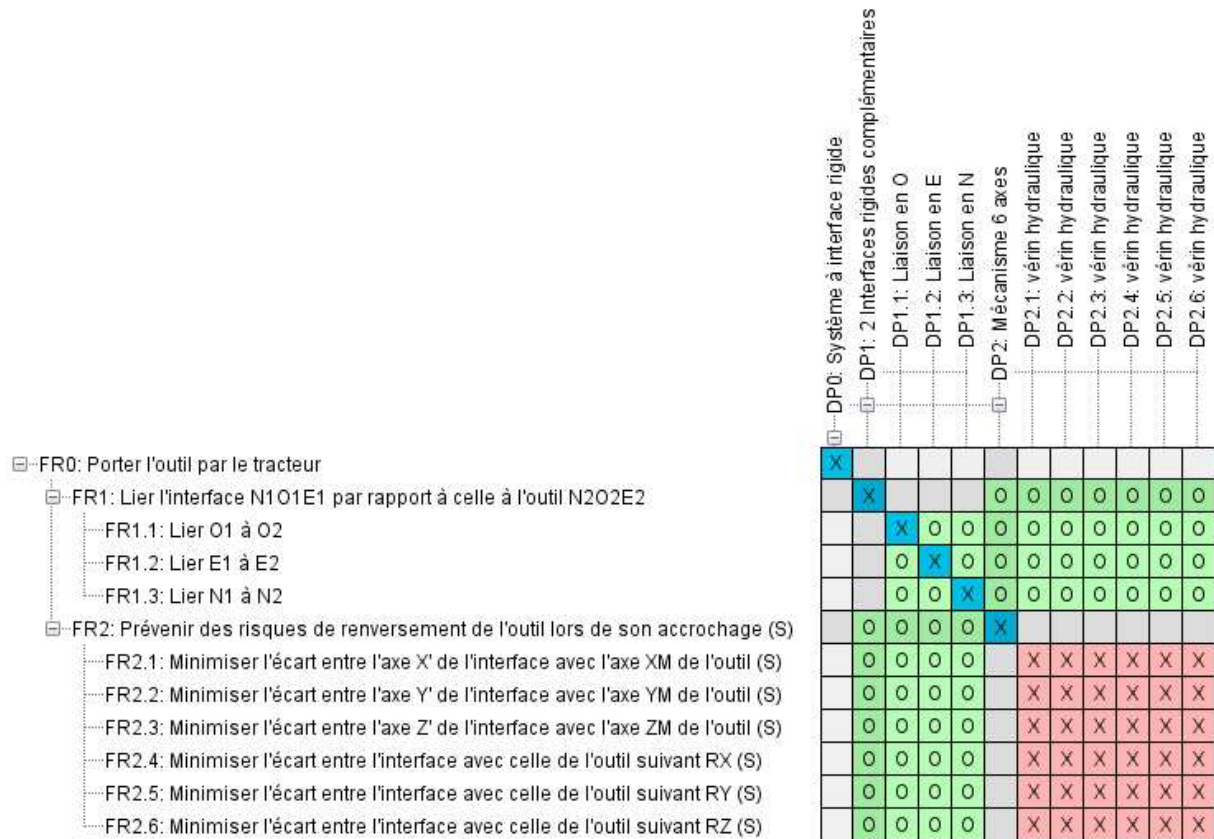 DP0: Système à interface rigide
DP1: 2 Interfaces rigides complémentaires
DP1.1: Liaison en O
DP1.2: Liaison en E
DP1.3: Liaison en N
DP2: Mécanisme 6 axes
DP2.1: vérin hydraulique
DP2.2: vérin hydraulique
DP2.3: vérin hydraulique
DP2.4: vérin hydraulique
DP2.5: vérin hydraulique
DP2.6: vérin hydraulique
FR0: Porter l'outil par le tracteur X
FR1: Lier l'interface N1O1E1 par rapport à celle à l'outil N2O2E2 X O O O O O O O
FR1.1: Lier O1 à O2 X O O O O O O O O O
FR1.2: Lier E1 à E2 O X O O O O O O O O
FR1.3: Lier N1 à N2 O O X O O O O O O O
FR2: Prévenir des risques de renversement de l'outil lors de son accrochage (S) O O O O X
FR2.1: Minimiser l'écart entre l'axe X' de l'interface avec l'axe XM de l'outil (S) O O O O X X X X X X
FR2.2: Minimiser l'écart entre l'axe Y' de l'interface avec l'axe YM de l'outil (S) O O O O X X X X X X
FR2.3: Minimiser l'écart entre l'axe Z' de l'interface avec l'axe ZM de l'outil (S) O O O O X X X X X X
FR2.4: Minimiser l'écart entre l'interface avec celle de l'outil suivant RX (S) O O O O X X X X X X
FR2.5: Minimiser l'écart entre l'interface avec celle de l'outil suivant RY (S) O O O O X X X X X X
FR2.6: Minimiser l'écart entre l'interface avec celle de l'outil suivant RZ (S) O O O O X X X X X X